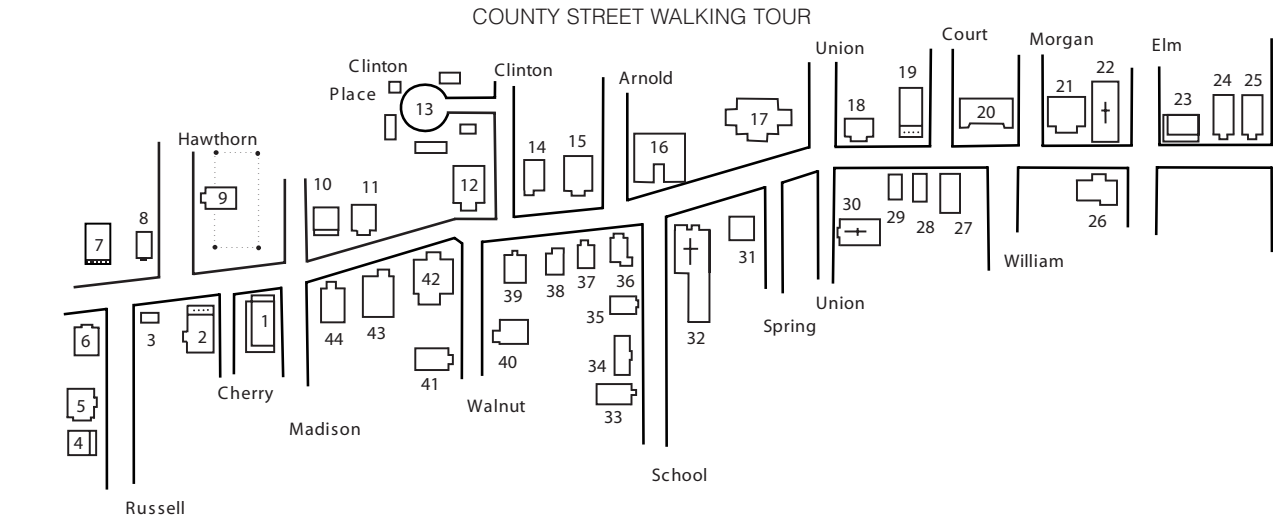 COUNTY STREET WALKING TOUR
Court
Morgan
Elm
Union
Clinton
Place
Clinton
Arnold
Hawthorn
19
22
21
24
25
23
18
20
17
13
14
15
16
12
10
11
9
8
7
30
29
28
27
26
31
32
William
Union
Spring
42
39
38
37
36
35
34
33
40
41
43
44
1
2
3
6
5
4
Cherry
Madison
Walnut
School
Russell